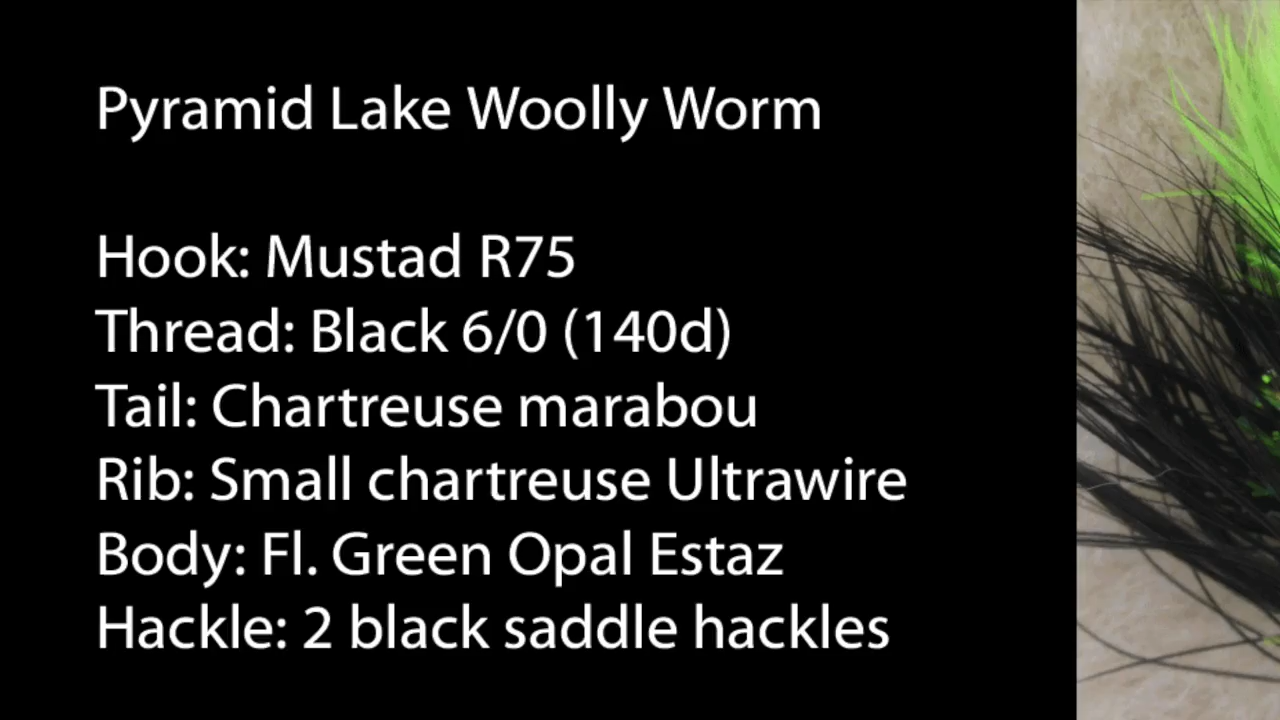 Pyramid Lake Woolly Worm
Hook: Mustad R75
Thread: Black 6/0 (140d)
Tail: Chartreuse marabou
Rib: Small chartreuse Ultrawire
Body: Fl. Green Opal Estaz
Hackle: 2 black saddle hackles